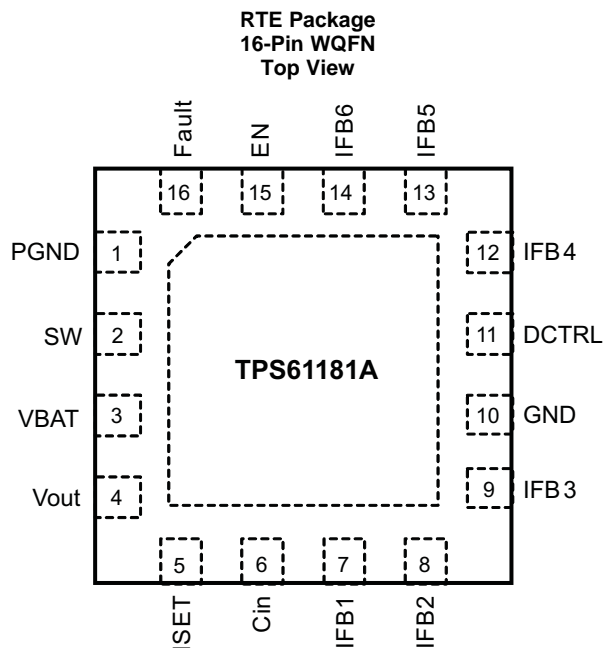 RTE Package
16-Pin WQFN
Top View
Fault
EN
IFB6
IFB5
16
15
14
13
PGND
1
12
IFB4
SW
2
11
DCTRL
TPS61181A
VBAT
3
10
GND
Vout
4
9
IFB3
5
6
7
8
ISET
Cin
IFB1
IFB2